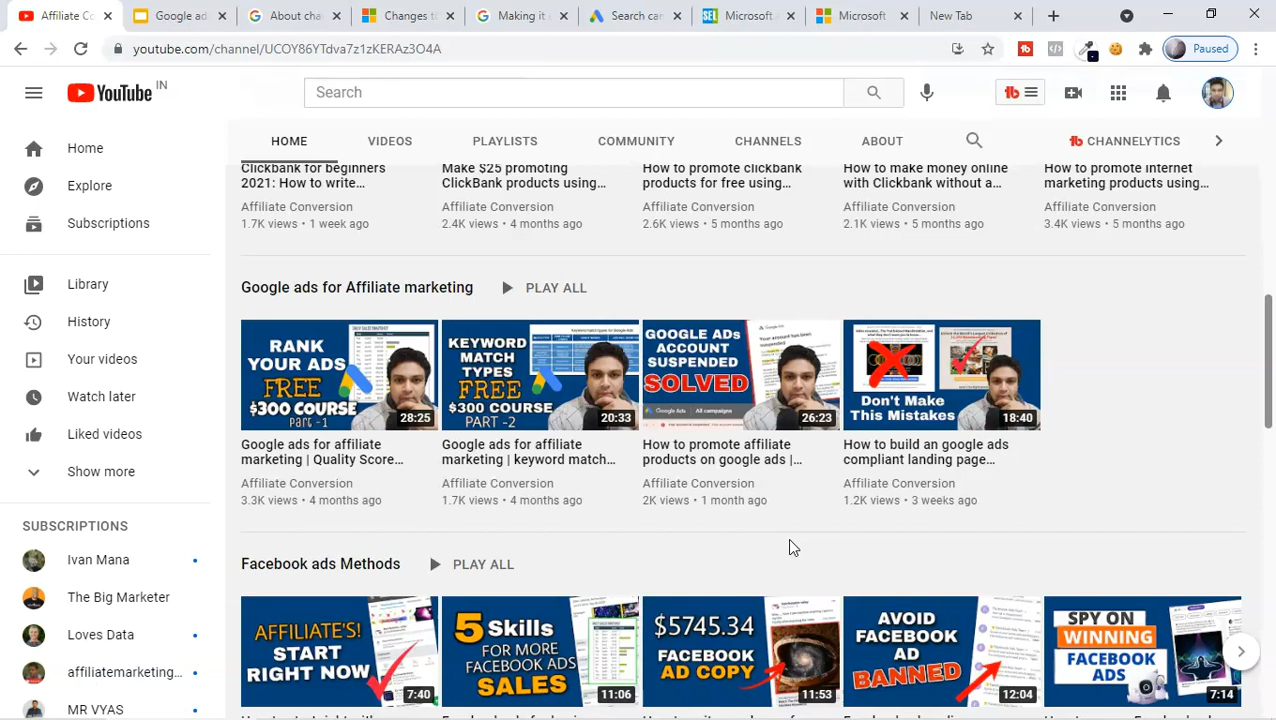 Affiliate Co
Google ad
About cha
Changes to
Making it
Search car
Microsoft
Microsoft
New Tab
youtube.com/channel/UCOY86YTdva7z1zKERAz3O4A
Paused
YouTube IN
Search
HOME
VIDEOS
PLAYLISTS
COMMUNITY
CHANNELS
ABOUT
CHANNELYTICS
Home
Explore
Subscriptions
Library
History
Your videos
Watch later
Liked videos
Show more
SUBSCRIPTIONS
Ivan Mana
The Big Marketer
Loves Data
affiliatemarketing...
MR VYAS
Clickbank for beginners
2021: How to write...
Affiliate Conversion
1.7K views • 1 week ago
Make $25 promoting
ClickBank products using...
Affiliate Conversion
2.4K views • 4 months ago
How to promote clickbank
products for free using...
Affiliate Conversion
2.6K views • 5 months ago
How to make money online
with Clickbank without a...
Affiliate Conversion
2.1K views • 5 months ago
How to promote internet
marketing products using...
Affiliate Conversion
3.4K views • 5 months ago
Google ads for Affiliate marketing
PLAY ALL
RANK
YOUR ADS
FREE
$300 COURSE
28:25
Google ads for affiliate
marketing | Quality Score...
Affiliate Conversion
3.3K views • 4 months ago
KEYWORD
MATCH
TYPES
FREE
$300 COURSE
PART -2
Keyword match types for Google Ads
20:33
Google ads for affiliate
marketing | keyword match...
Affiliate Conversion
1.7K views • 4 months ago
GOOGLE ADs
ACCOUNT
SUSPENDED
SOLVED
Google Ads
All campaigns
26:23
How to promote affiliate
products on google ads |...
Affiliate Conversion
2K views • 1 month ago
Don't Make
This Mistakes
18:40
How to build an google ads
compliant landing page...
Affiliate Conversion
1.2K views • 3 weeks ago
Facebook ads Methods
PLAY ALL
AFFILIATE'S!
START IT
RIGHT NOW
7:40
5 Skills
FOR MORE
FACEBOOK ADS
SALES
11:06
$5745.34
FACEBOOK
AD COPY
11:53
AVOID
FACEBOOK
AD
BANNED
12:04
SPY ON
WINNING
FACEBOOK
ADS
7:14